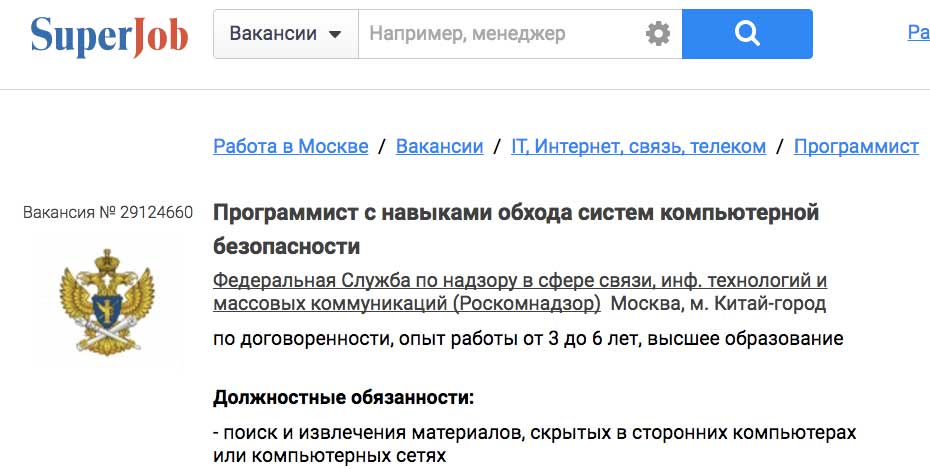 SuperJob Вакансии Например, менеджер Ра
Работа в Москве / Вакансии / IT, Интернет, связь, телеком / Программист
Вакансия № 29124660
Программист с навыками обхода систем компьютерной
безопасности
Федеральная Служба по надзору в сфере связи, инф. технологий и
массовых коммуникаций (Роскомнадзор) Москва, м. Китай-город
по договоренности, опыт работы от 3 до 6 лет, высшее образование
Должностные обязанности:
- поиск и извлечения материалов, скрытых в сторонних компьютерах
или компьютерных сетях